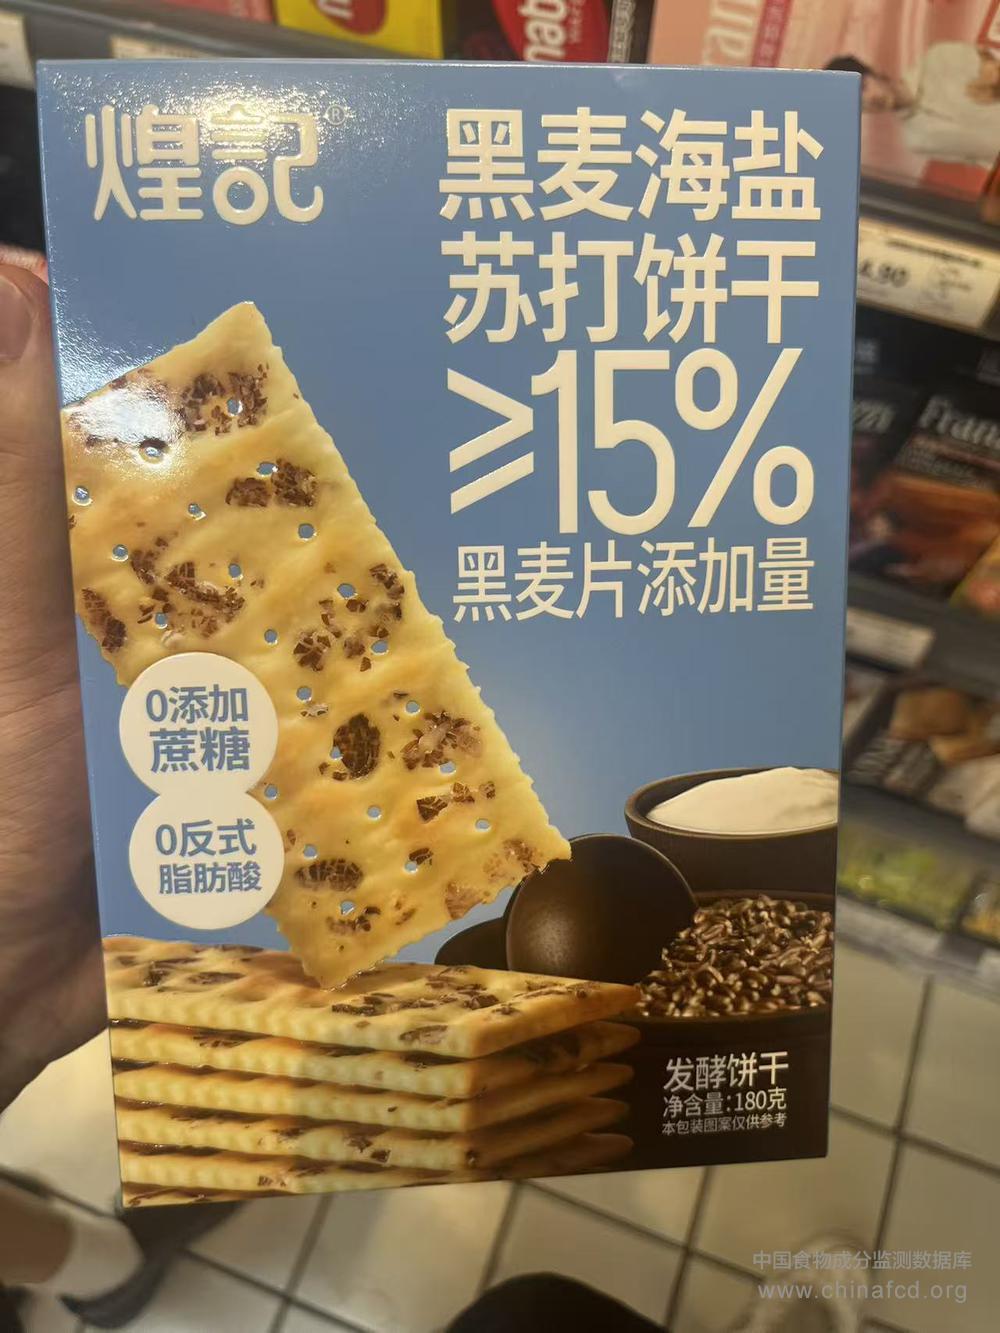 煌記®
黑麦海盐
苏打饼干
≥15%
黑麦片添加量
0添加
蔗糖
0反式
脂肪酸
发酵饼干
净含量:180克
本包装图案仅供参考
中国食物成分监测数据库
www.chinafcd.org